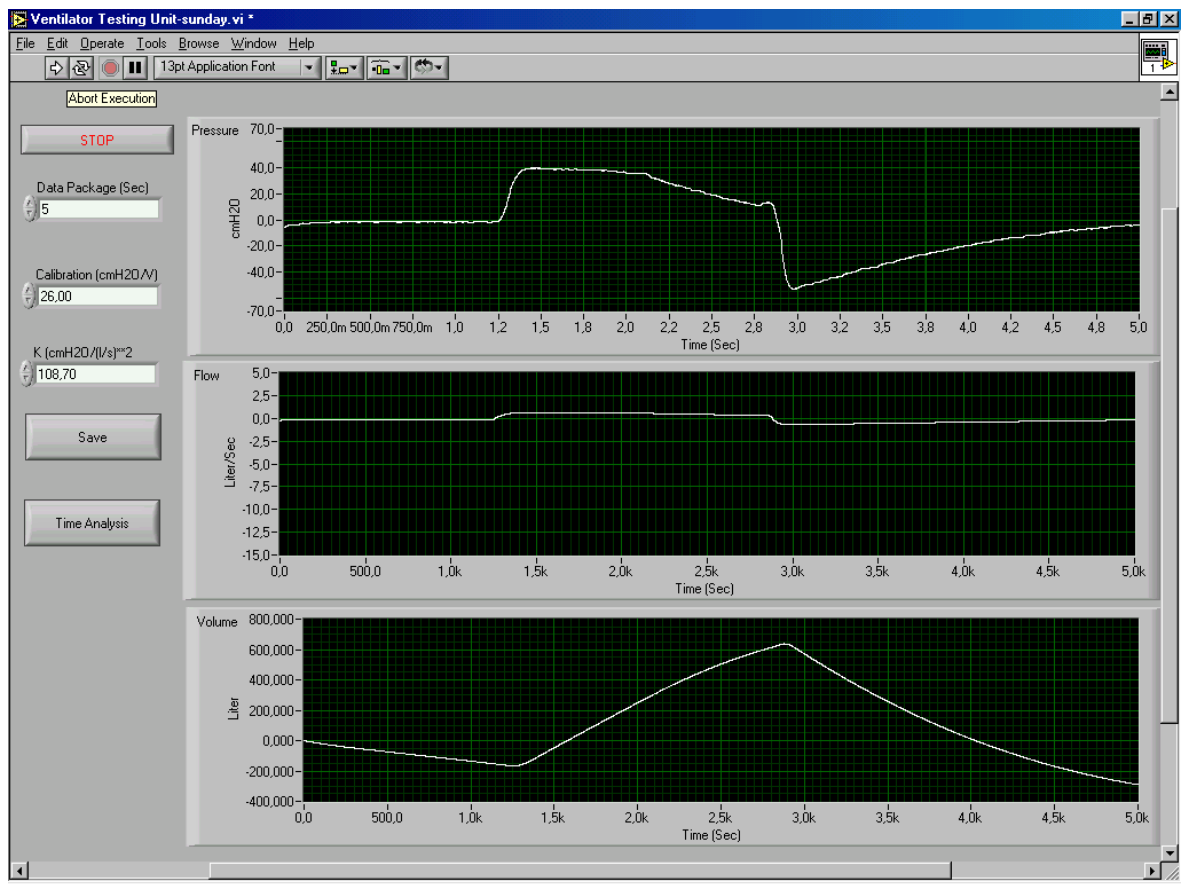 Ventilator Testing Unit-sunday.vi *
File Edit Operate Tools Browse Window Help
13pt Application Font
1
Abort Execution
STOP
Data Package (Sec)
5
Calibration (cmH2O/V)
26,00
K (cmH2O/(l/s)**2
108,70
Save
Time Analysis
Pressure
70,0
40,0
20,0
0,0
-20,0
-40,0
-70,0
cmH2O
0,0 250,0m 500,0m 750,0m 1,0 1,2 1,5 1,8 2,0 2,2 2,5 2,8 3,0 3,2 3,5 3,8 4,0 4,2 4,5 4,8 5,0
Time (Sec)
Flow
5,0
2,5
0,0
-2,5
-5,0
-7,5
-10,0
-12,5
-15,0
Liter/Sec
0,0 500,0 1,0k 1,5k 2,0k 2,5k 3,0k 3,5k 4,0k 4,5k 5,0k
Time (Sec)
Volume
800,000
600,000
400,000
200,000
0,000
-200,000
-400,000
Liter
0,0 500,0 1,0k 1,5k 2,0k 2,5k 3,0k 3,5k 4,0k 4,5k 5,0k
Time (Sec)